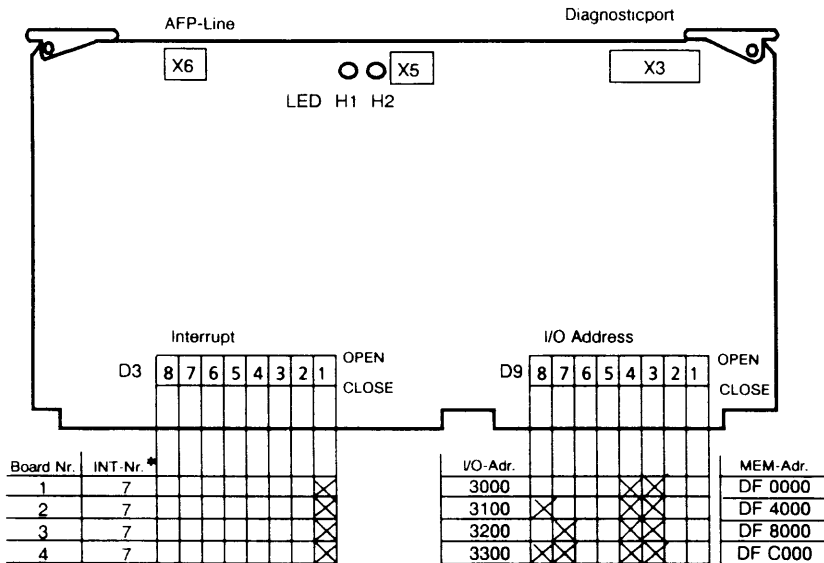 AFP-Line
Diagnosticport
X6
X5
X3
LED H1 H2
Interrupt
I/O Address
D3 8 7 6 5 4 3 2 1 OPEN
CLOSE
D9 8 7 6 5 4 3 2 1 OPEN
CLOSE
Board Nr. INT-Nr.* I/O-Adr. MEM-Adr.
1 7 3000 DF 0000
2 7 3100 DF 4000
3 7 3200 DF 8000
4 7 3300 DF C000